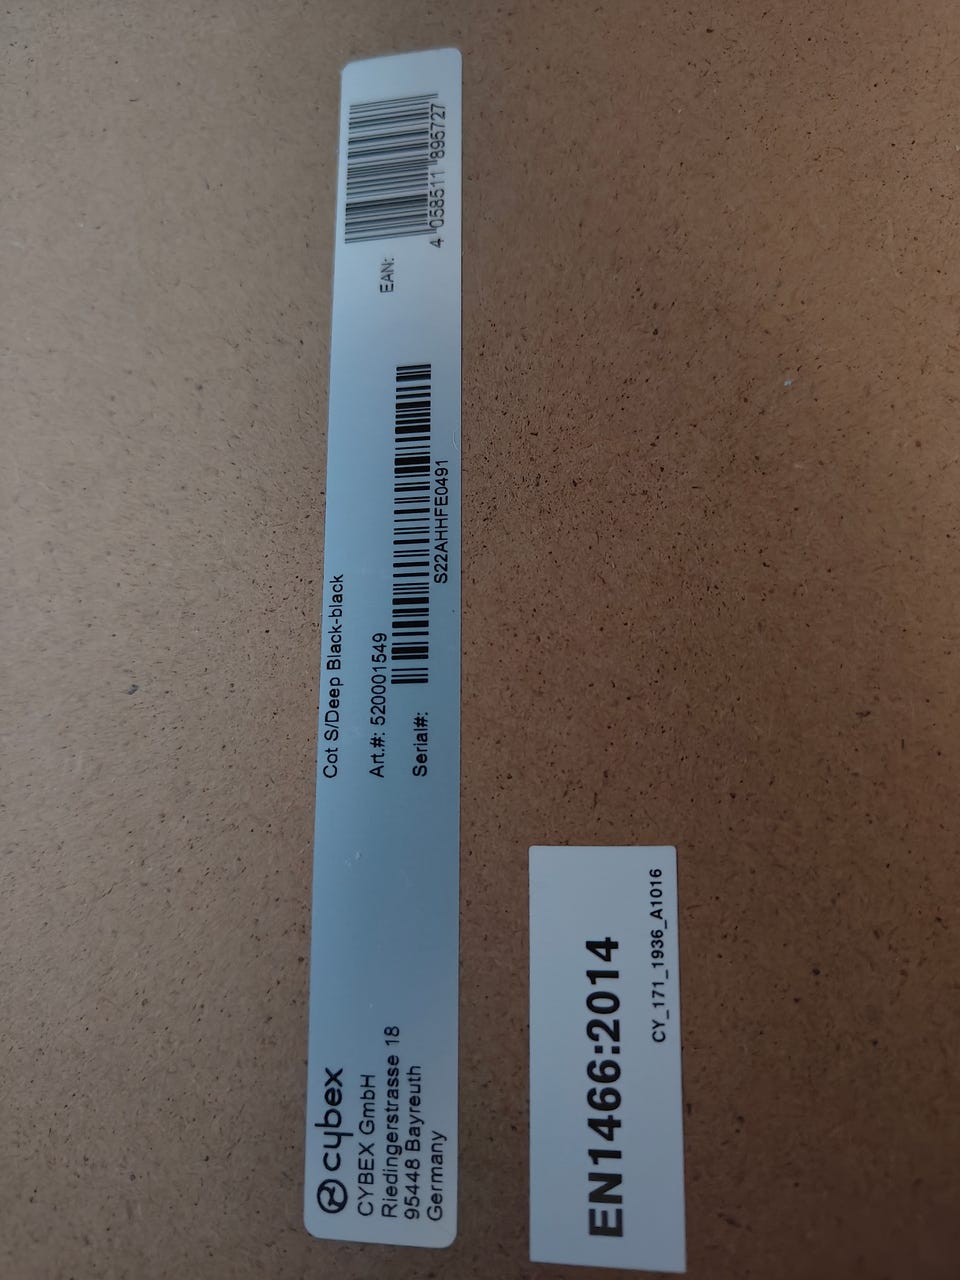 cybex
CYBEX GmbH
Riedingerstrasse 18
95448 Bayreuth
Germany
Cot S/Deep Black-black
Art.#: 520001549
Serial#:
S22AHHFE0491
EAN:
4 058511 895727
EN1466:2014
CY_171_1936_A1016